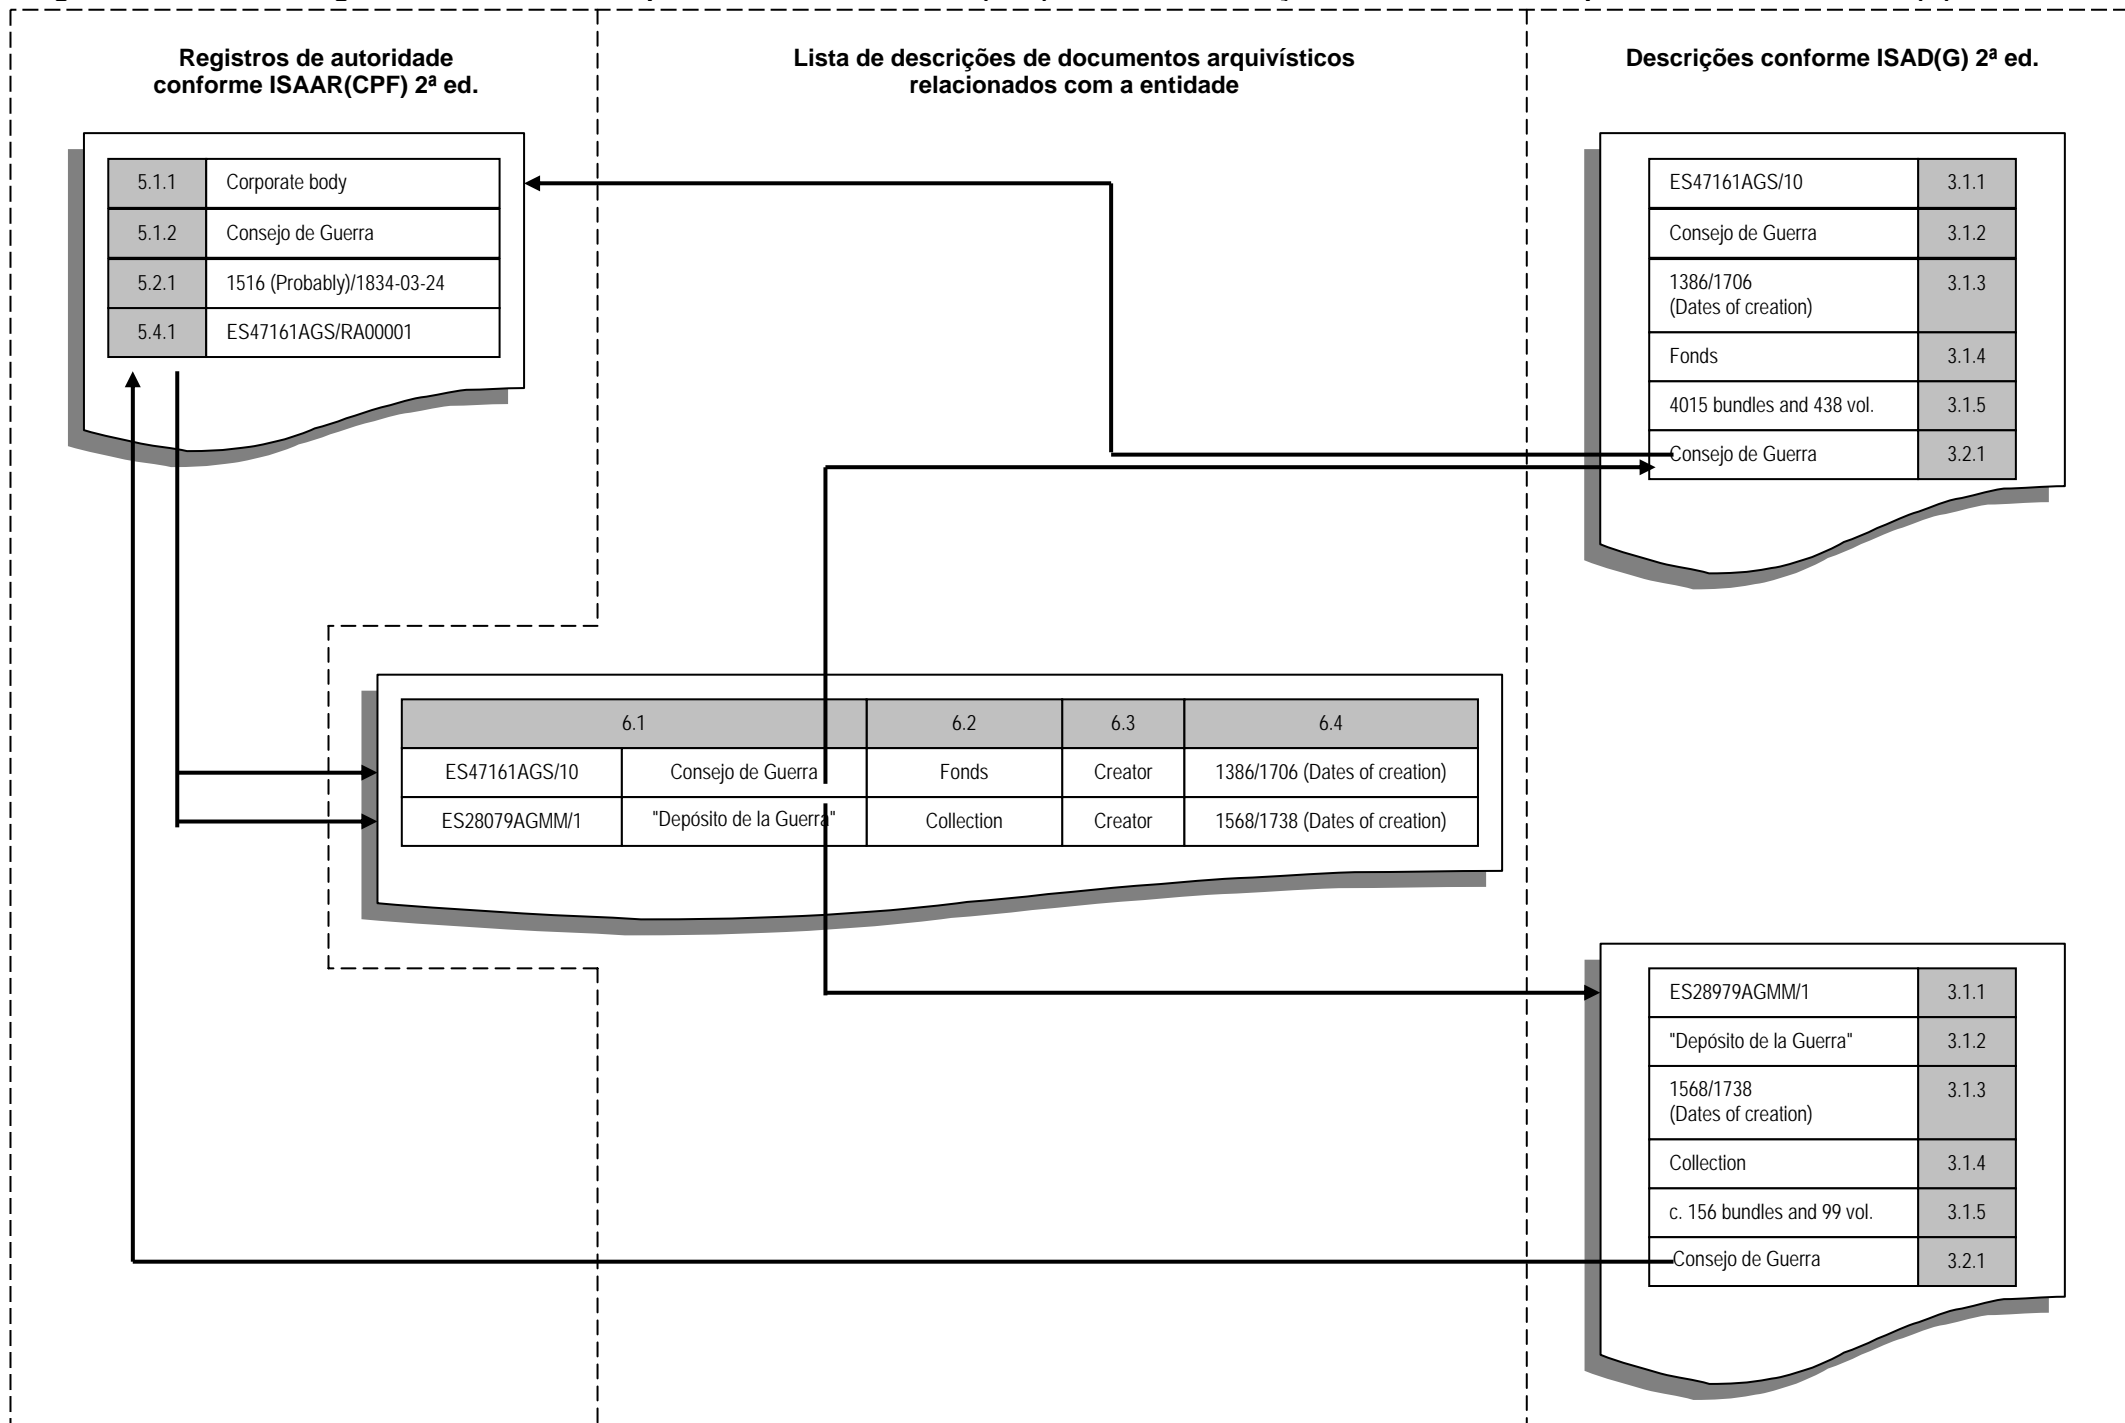 Registros de autoridade
conforme ISAAR(CPF) 2ª ed.
Lista de descrições de documentos arquivísticos
relacionados com a entidade
Descrições conforme ISAD(G) 2ª ed.
5.1.1 Corporate body
5.1.2 Consejo de Guerra
5.2.1 1516 (Probably)/1834-03-24
5.4.1 ES47161AGS/RA00001
ES47161AGS/10 3.1.1
Consejo de Guerra 3.1.2
1386/1706 3.1.3
(Dates of creation)
Fonds 3.1.4
4015 bundles and 438 vol. 3.1.5
Consejo de Guerra 3.2.1
6.1 6.2 6.3 6.4
ES47161AGS/10 Consejo de Guerra Fonds Creator 1386/1706 (Dates of creation)
ES28079AGMM/1 "Depósito de la Guerra" Collection Creator 1568/1738 (Dates of creation)
ES28979AGMM/1 3.1.1
"Depósito de la Guerra" 3.1.2
1568/1738 3.1.3
(Dates of creation)
Collection 3.1.4
c. 156 bundles and 99 vol. 3.1.5
Consejo de Guerra 3.2.1